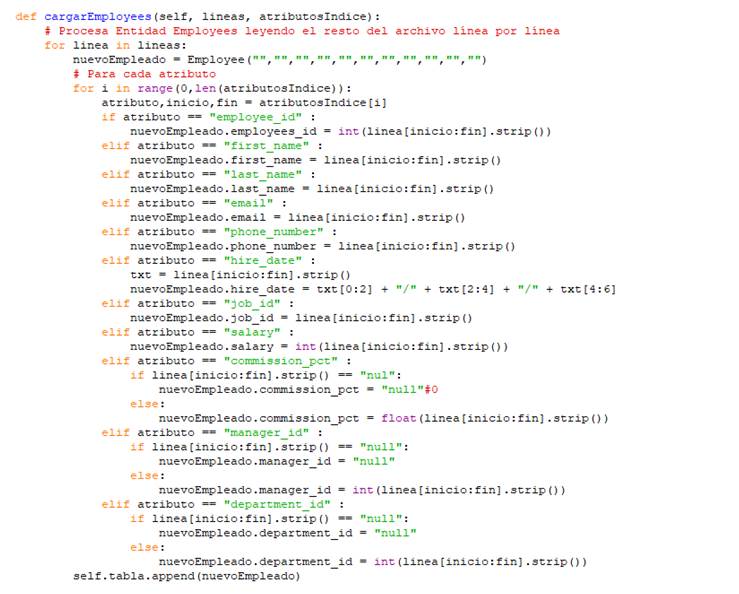 def cargarEmployees(self, lineas, atributosIndice):
    # Procesa Entidad Employees leyendo el resto del archivo línea por línea
    for linea in lineas:
        nuevoEmpleado = Employee("","","","","","","","","","","")
        # Para cada atributo
        for i in range(0,len(atributosIndice)):
            atributo,inicio,fin = atributosIndice[i]
            if atributo == "employee_id" :
                nuevoEmpleado.employees_id = int(linea[inicio:fin].strip())
            elif atributo == "first_name" :
                nuevoEmpleado.first_name = linea[inicio:fin].strip()
            elif atributo == "last_name" :
                nuevoEmpleado.last_name = linea[inicio:fin].strip()
            elif atributo == "email" :
                nuevoEmpleado.email = linea[inicio:fin].strip()
            elif atributo == "phone_number" :
                nuevoEmpleado.phone_number = linea[inicio:fin].strip()
            elif atributo == "hire_date" :
                txt = linea[inicio:fin].strip()
                nuevoEmpleado.hire_date = txt[0:2] + "/" + txt[2:4] + "/" + txt[4:6]
            elif atributo == "job_id" :
                nuevoEmpleado.job_id = linea[inicio:fin].strip()
            elif atributo == "salary" :
                nuevoEmpleado.salary = int(linea[inicio:fin].strip())
            elif atributo == "commission_pct" :
                if linea[inicio:fin].strip() == "nul":
                    nuevoEmpleado.commission_pct = "null"#0
                else:
                    nuevoEmpleado.commission_pct = float(linea[inicio:fin].strip())
            elif atributo == "manager_id" :
                if linea[inicio:fin].strip() == "null":
                    nuevoEmpleado.manager_id = "null"
                else:
                    nuevoEmpleado.manager_id = int(linea[inicio:fin].strip())
            elif atributo == "department_id" :
                if linea[inicio:fin].strip() == "null":
                    nuevoEmpleado.department_id = "null"
                else:
                    nuevoEmpleado.department_id = int(linea[inicio:fin].strip())
        self.tabla.append(nuevoEmpleado)